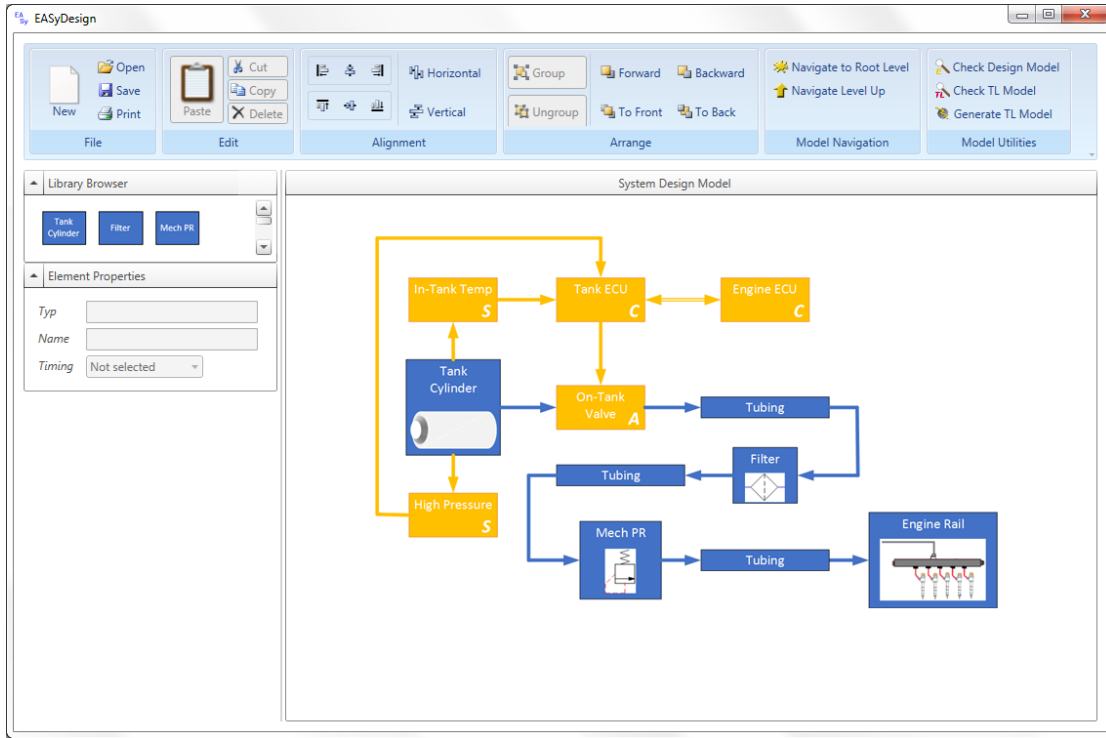 EA
Sy
EASyDesign
New
Open
Save
Print
File
Paste
Cut
Copy
Delete
Edit
Horizontal
Vertical
Alignment
Group
Ungroup
Forward
Backward
To Front
To Back
Arrange
Navigate to Root Level
Navigate Level Up
Model Navigation
Check Design Model
TL
Check TL Model
Generate TL Model
Model Utilities
Library Browser
Tank
Cylinder
Filter
Mech PR
Element Properties
Typ
Name
Timing
Not selected
System Design Model
In-Tank Temp
S
Tank ECU
C
Engine ECU
C
Tank
Cylinder
On-Tank
Valve
A
Tubing
Filter
Tubing
High Pressure
S
Mech PR
Tubing
Engine Rail